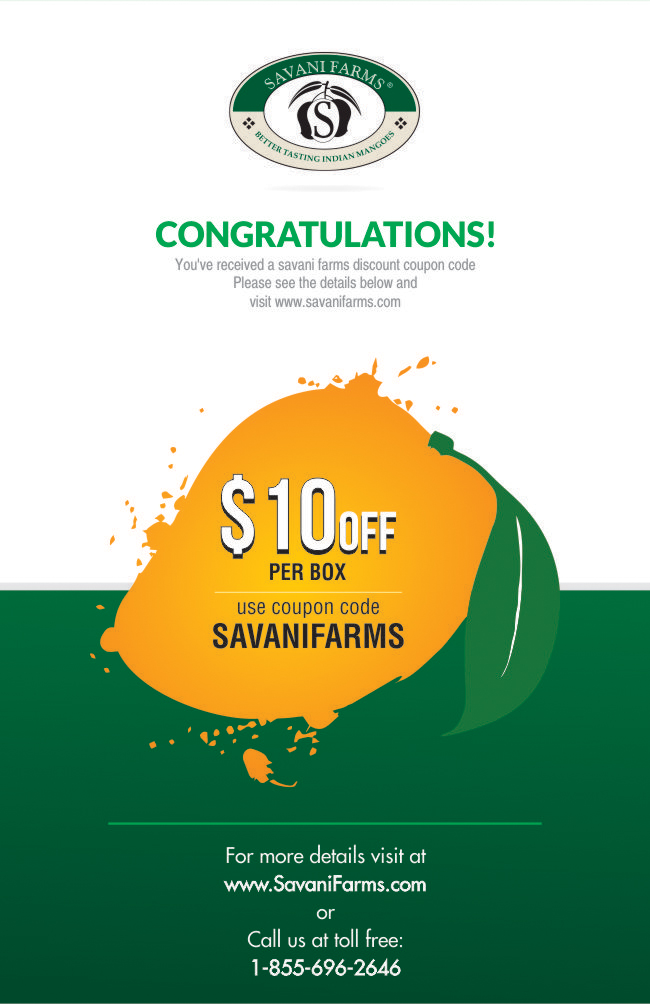 SAVANI FARMS®
S
BETTER TASTING INDIAN MANGOES
CONGRATULATIONS!
You've received a savani farms discount coupon code
Please see the details below and
visit www.savanifarms.com
$10 OFF
PER BOX
use coupon code
SAVANIFARMS
For more details visit at
www.SavaniFarms.com
or
Call us at toll free:
1-855-696-2646